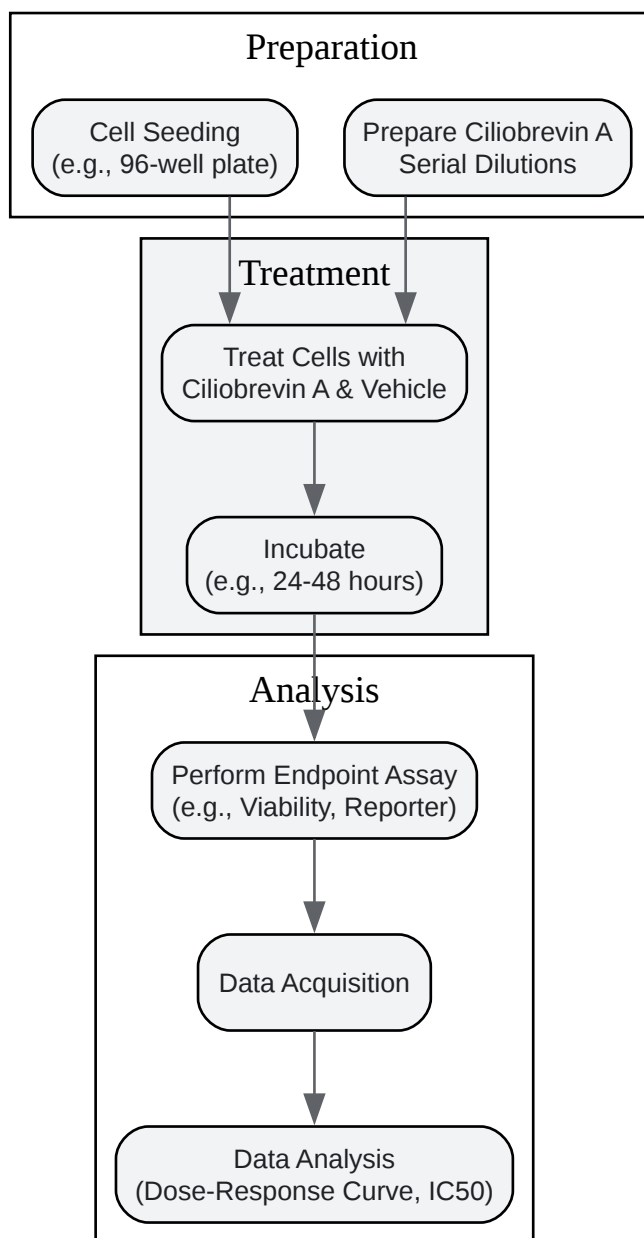 Preparation
Cell Seeding
(e.g., 96-well plate)
Prepare Ciliobrevin A
Serial Dilutions
Treatment
Treat Cells with
Ciliobrevin A & Vehicle
Incubate
(e.g., 24-48 hours)
Analysis
Perform Endpoint Assay
(e.g., Viability, Reporter)
Data Acquisition
Data Analysis
(Dose-Response Curve, IC50)